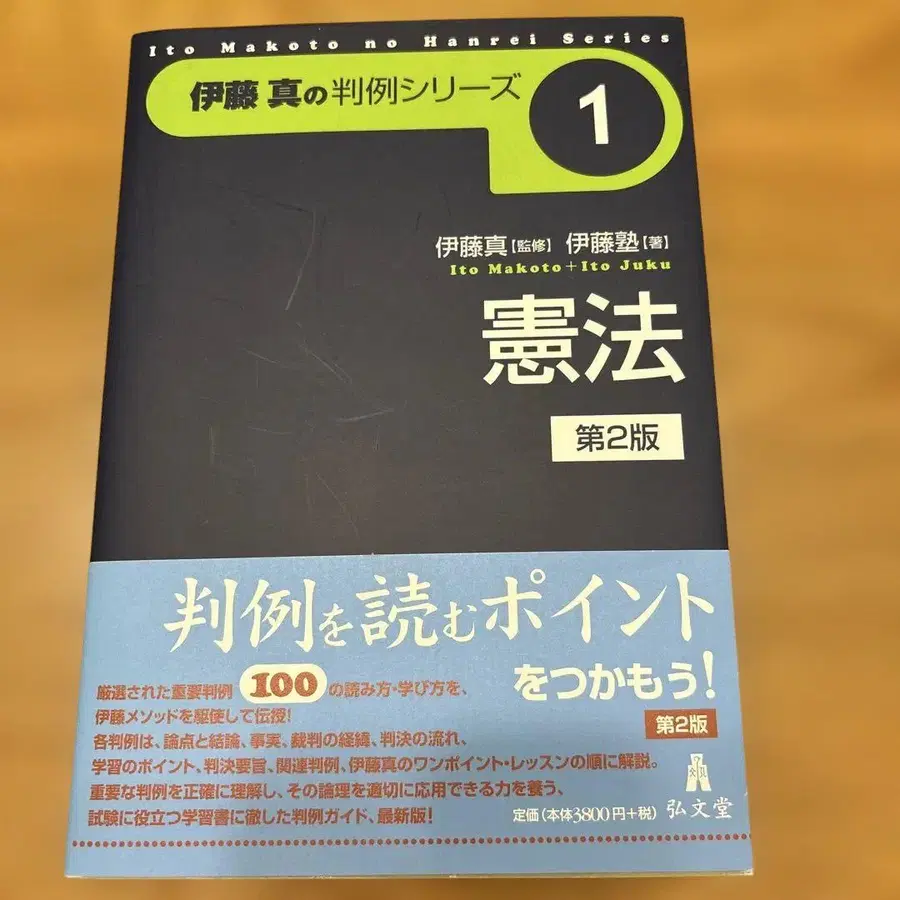 Ito Makoto no Hanrei Series
伊藤 真の判例シリーズ
1
伊藤真【監修】 伊藤塾【著】
Ito Makoto+Ito Juku
憲法
第2版
判例を読むポイント
をつかもう!
厳選された重要判例 100 の読み方・学び方を、
伊藤メソッドを駆使して伝授!
各判例は、論点と結論、事実、裁判の経緯、判決の流れ、
学習のポイント、判決要旨、関連判例、伊藤真のワンポイント・レッスンの順に解説。
重要な判例を正確に理解し、その論理を適切に応用できる力を養う、
試験に役立つ学習書に徹した判例ガイド、最新版!
第2版
弘文堂
定価(本体3800円+税)